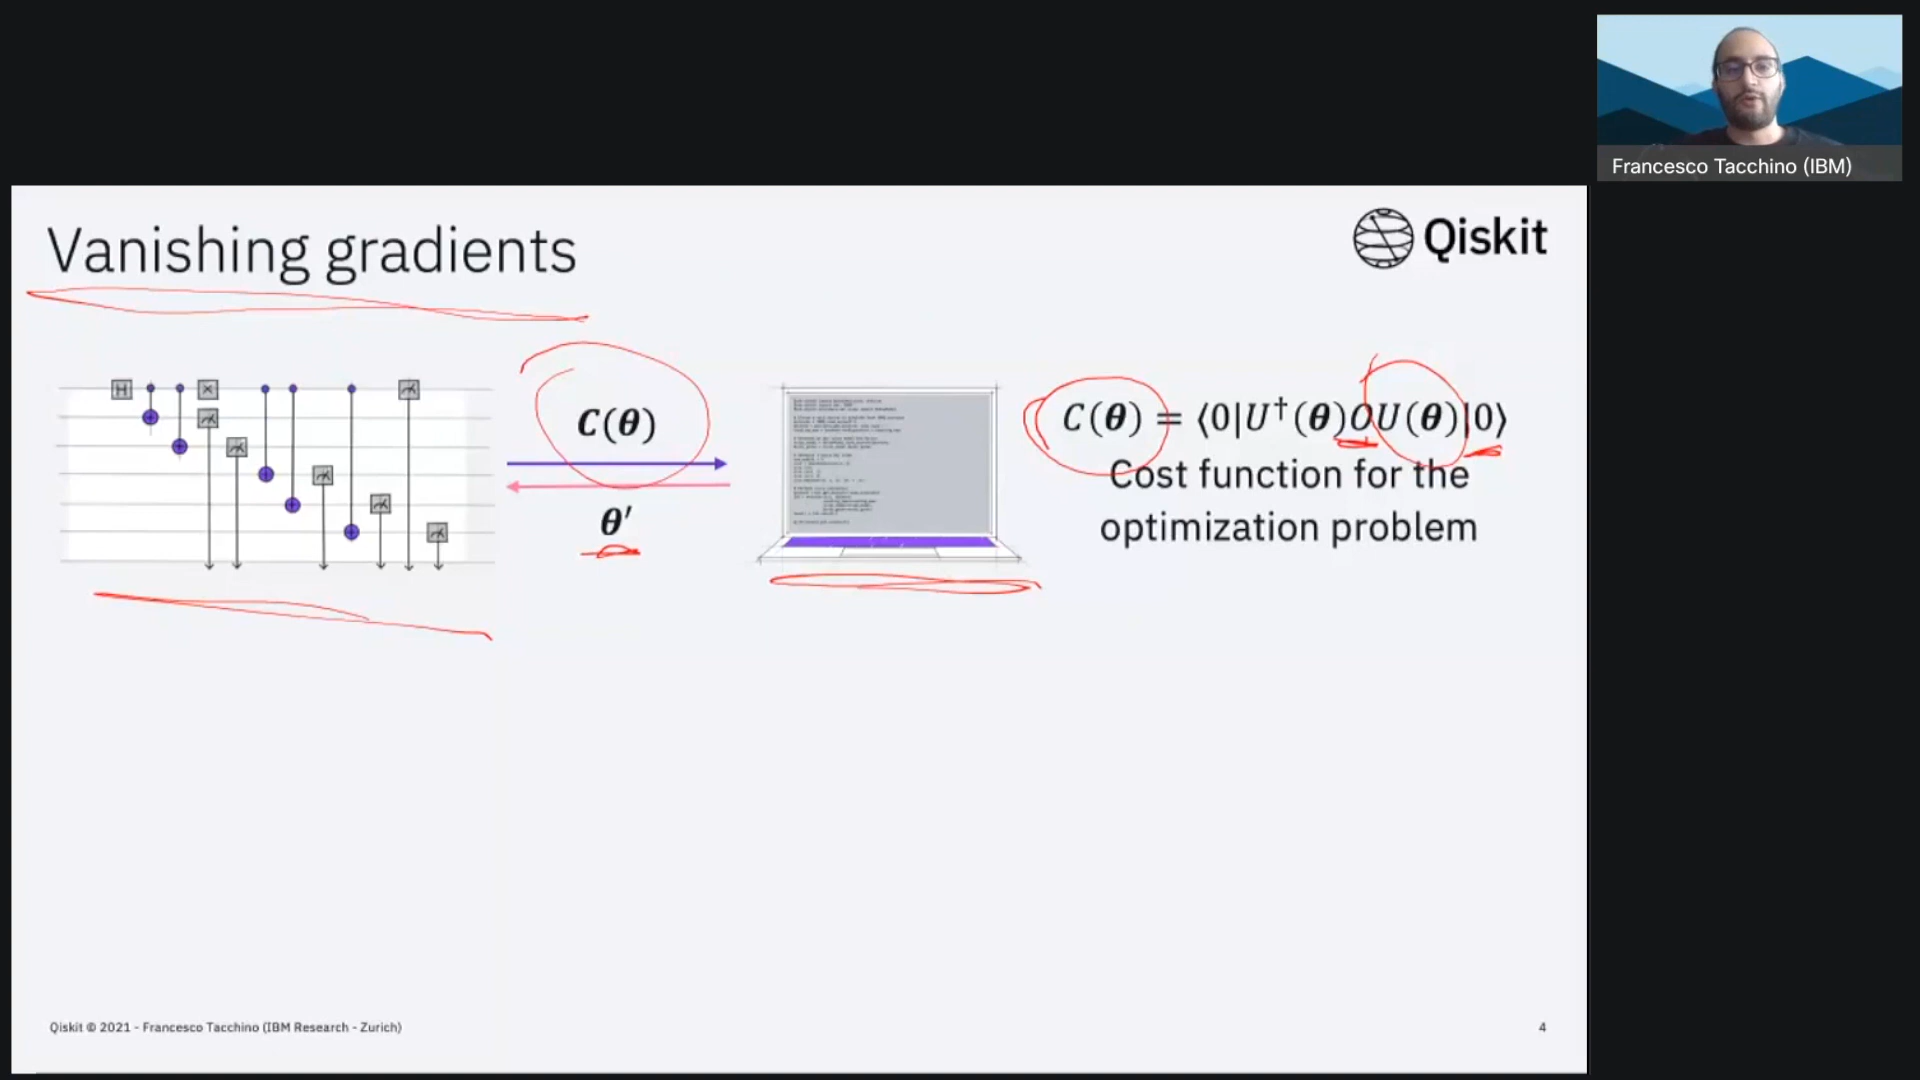 Francesco Tacchino (IBM)
Vanishing gradients
Qiskit
H
X
C(θ)
θ′
C(θ) = ⟨0|U†(θ)OU(θ)|0⟩
Cost function for the
optimization problem
Qiskit © 2021 - Francesco Tacchino (IBM Research - Zurich)
4